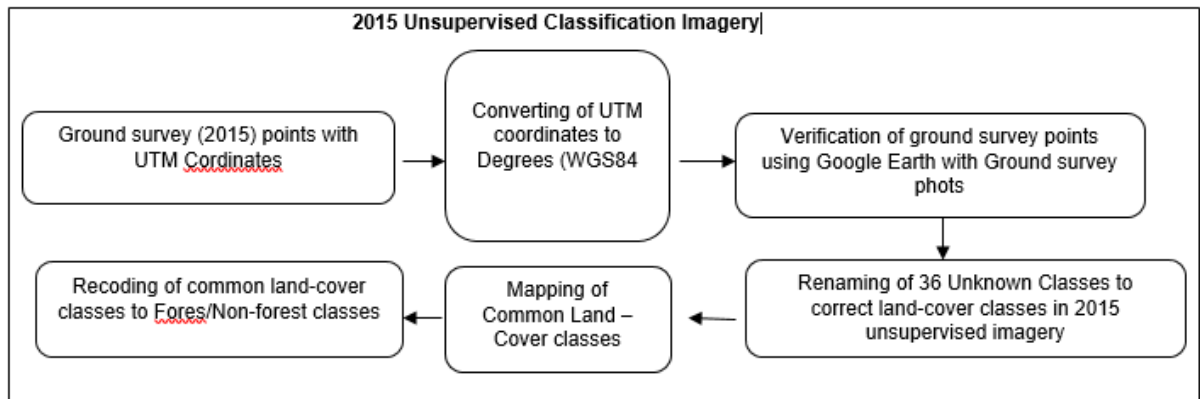 2015 Unsupervised Classification Imagery
Ground survey (2015) points with
UTM Cordinates
Converting of UTM
coordinates to
Degrees (WGS84
Verification of ground survey points
using Google Earth with Ground survey
phots
Renaming of 36 Unknown Classes to
correct land-cover classes in 2015
unsupervised imagery
Mapping of
Common Land –
Cover classes
Recoding of common land-cover
classes to Fores/Non-forest classes